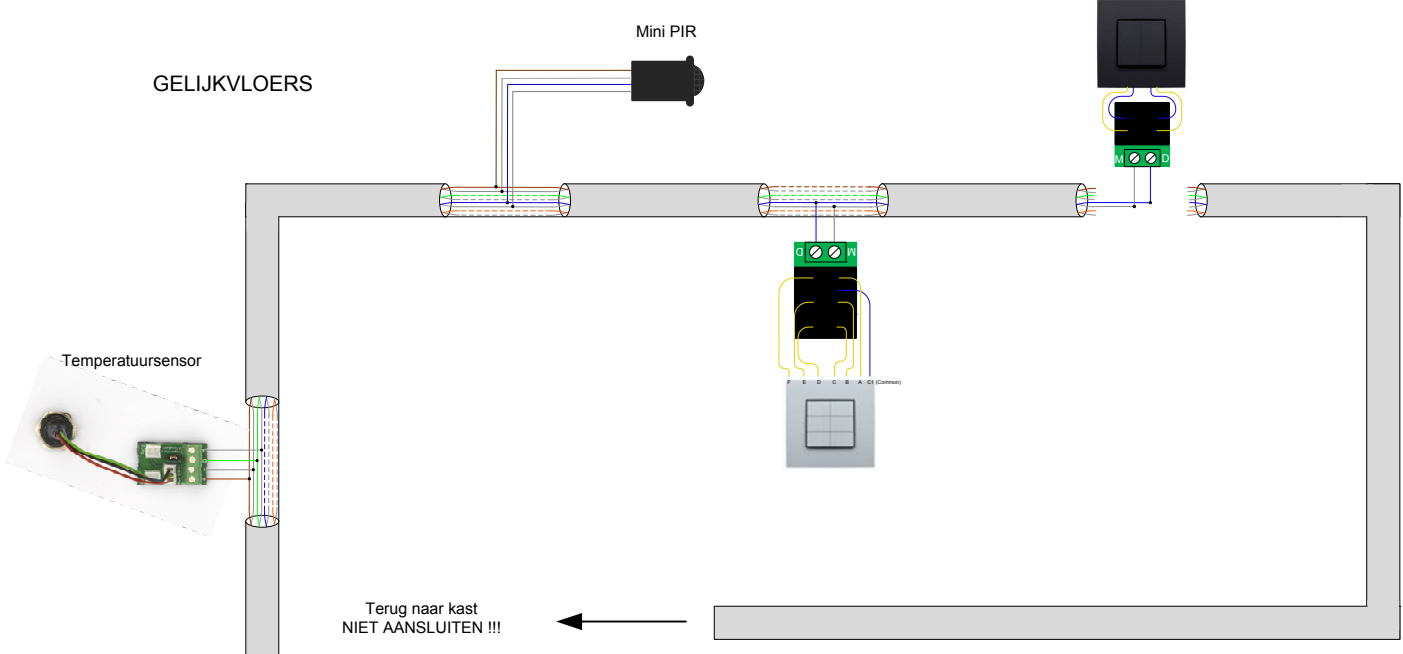 Mini PIR
GELIJKVLOERS
M D
D M
Temperatuursensor
F E D C B A C1 (Common)
Terug naar kast
NIET AANSLUITEN !!!